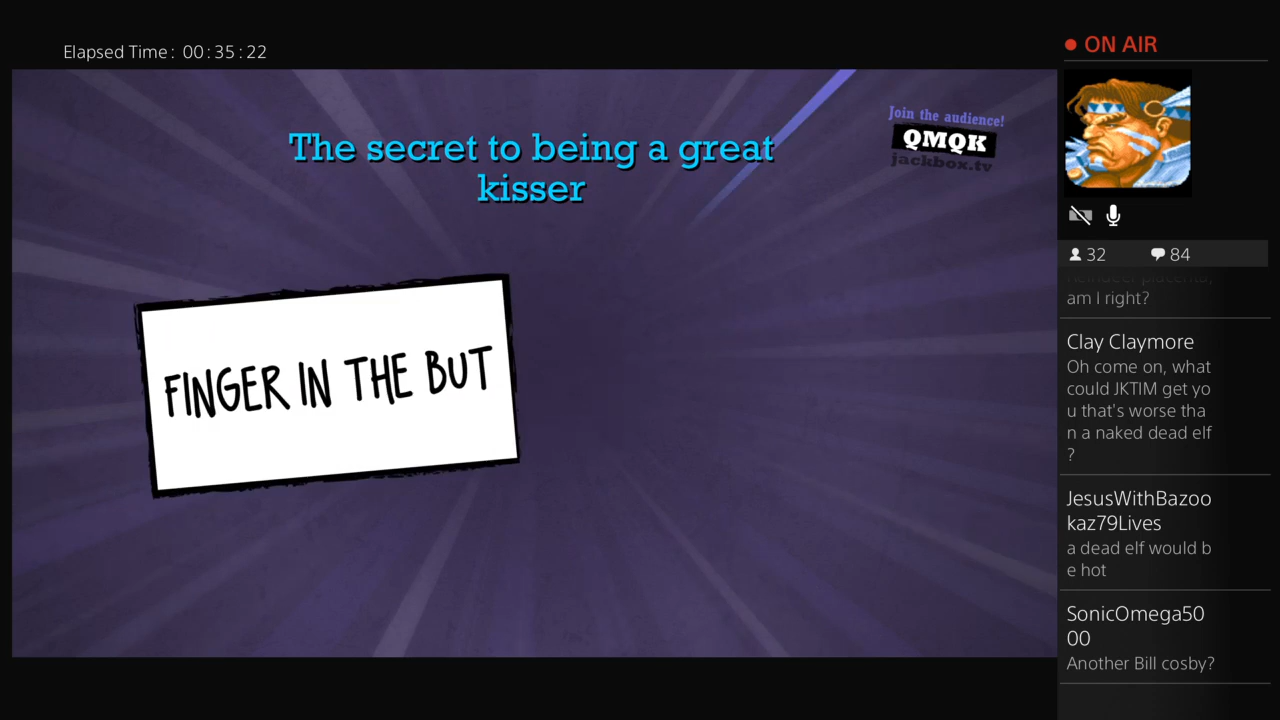 Elapsed Time: 00:35:22
ON AIR
The secret to being a great
kisser
Join the audience!
QMQK
jackbox.tv
FINGER IN THE BUT
32
84
am I right?
Clay Claymore
Oh come on, what
could JKTIM get yo
u that's worse tha
n a naked dead elf
?
JesusWithBazoo
kaz79Lives
a dead elf would b
e hot
SonicOmega50
00
Another Bill cosby?